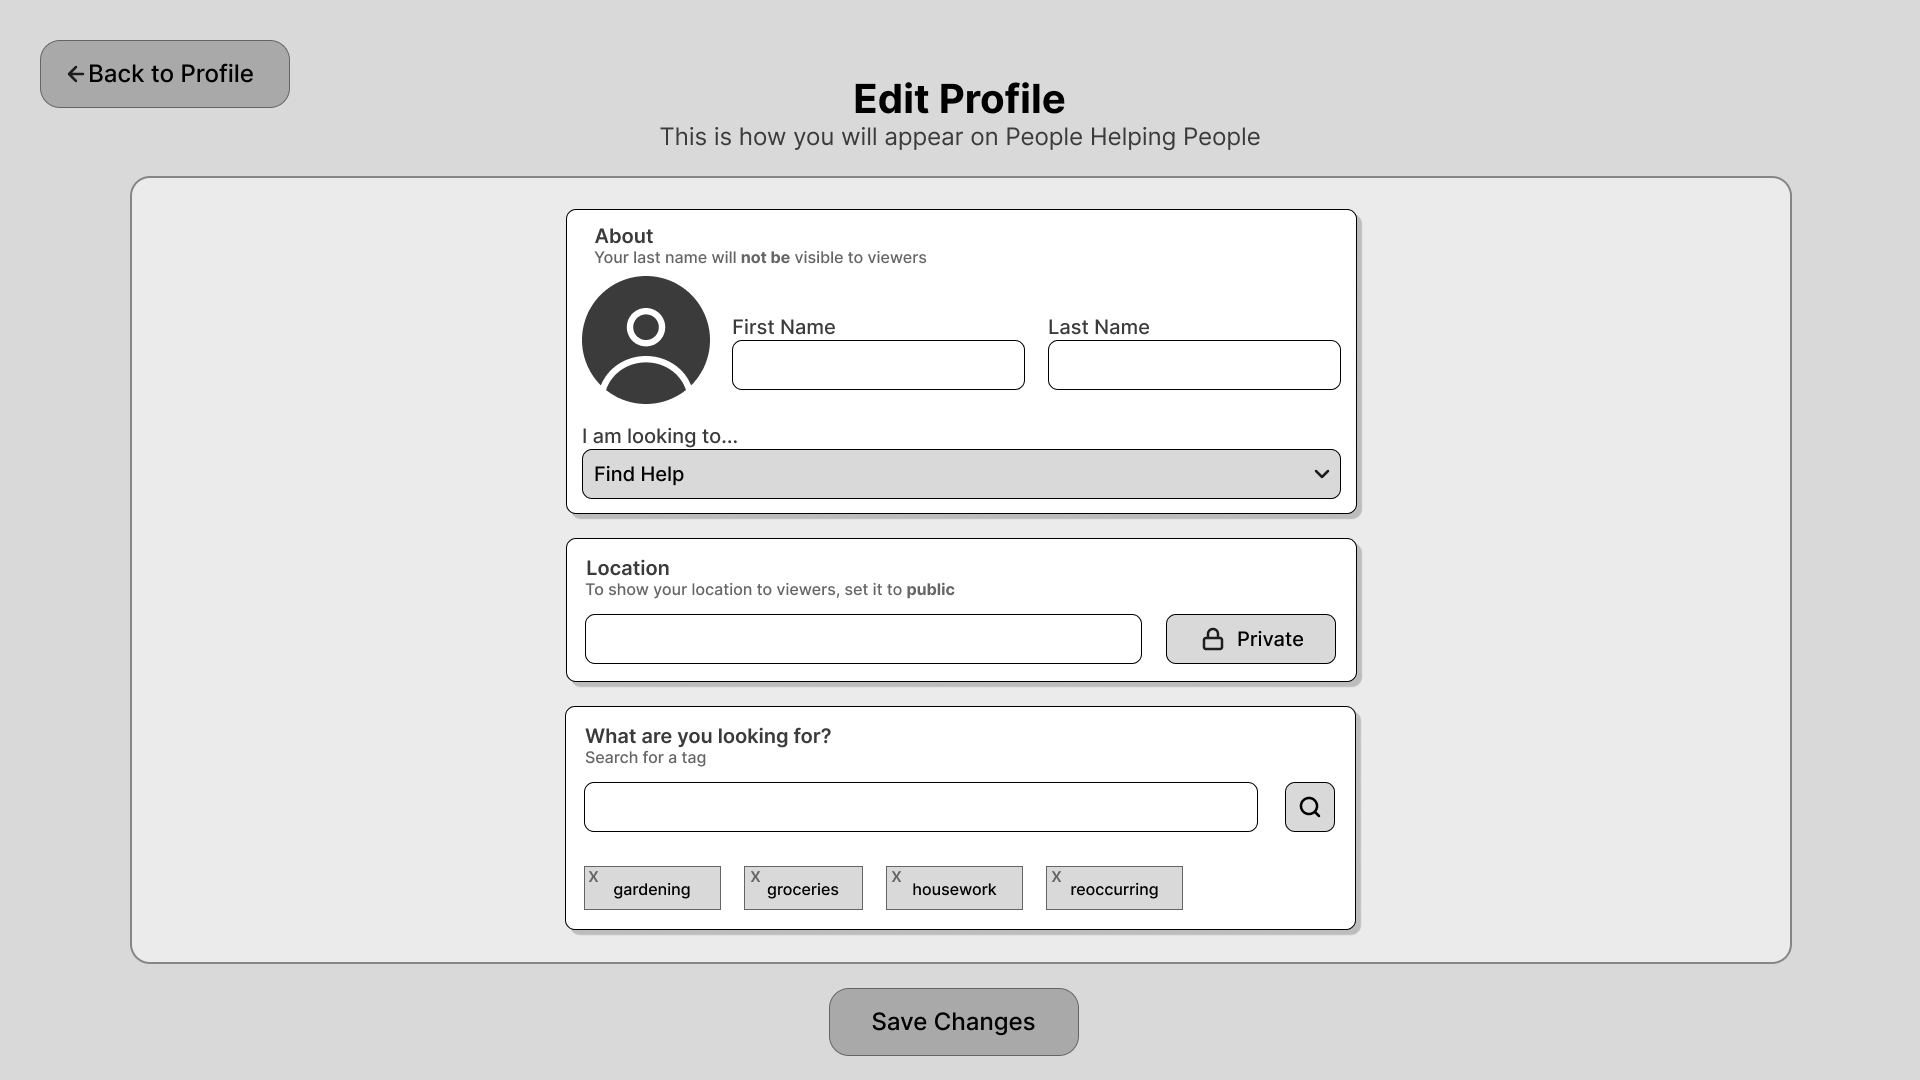 ←Back to Profile
Edit Profile
This is how you will appear on People Helping People
About
Your last name will not be visible to viewers
First Name
Last Name
I am looking to...
Find Help
Location
To show your location to viewers, set it to public
Private
What are you looking for?
Search for a tag
X gardening
X groceries
X housework
X reoccurring
Save Changes